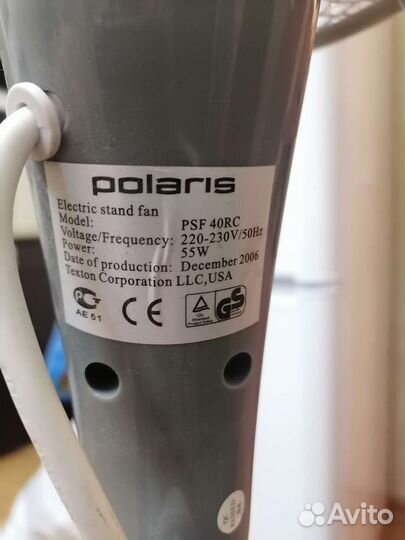 polaris
Electric stand fan
Model: PSF 40RC
Voltage/Frequency: 220-230V/50Hz
Power: 55W
Date of production: December 2006
Texton Corporation LLC,USA
РС
AE 51
CE
GS
Avito